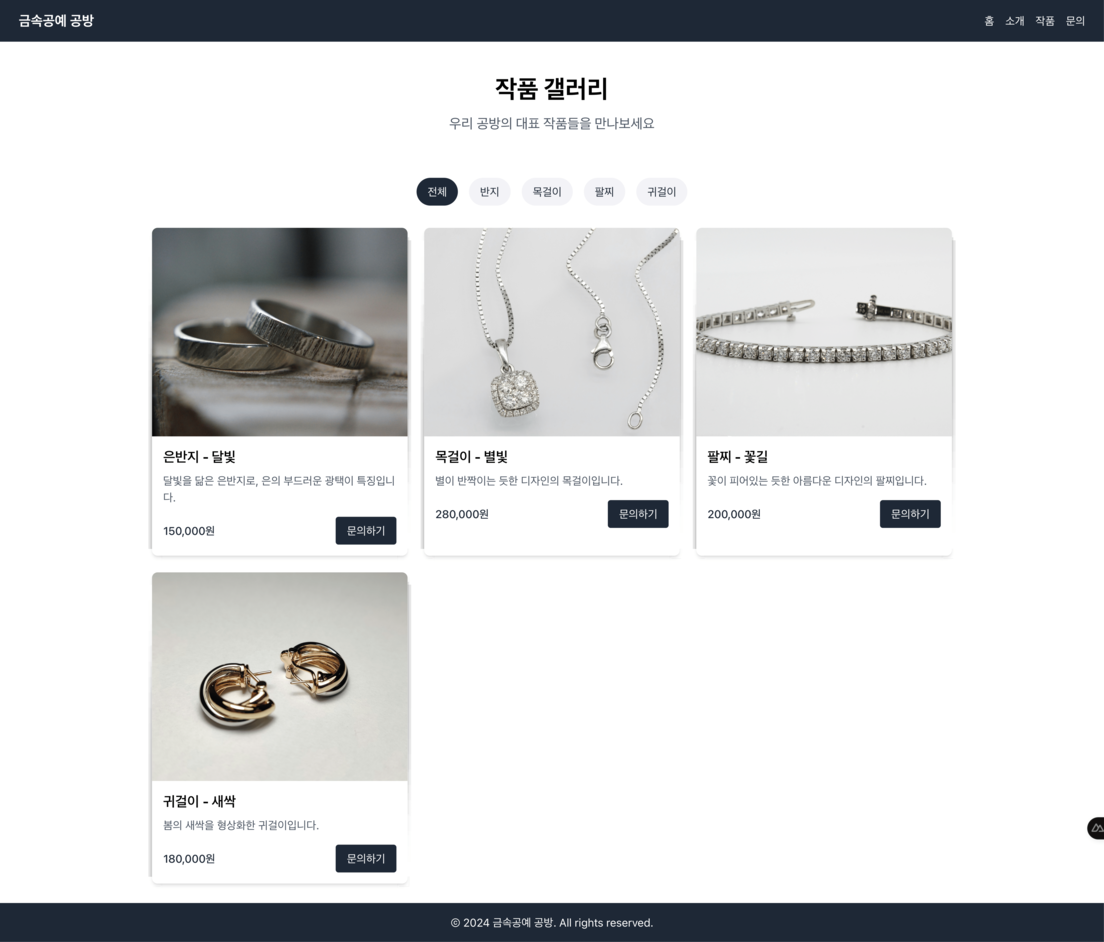 금속공예 공방
홈 소개 작품 문의
작품 갤러리
우리 공방의 대표 작품들을 만나보세요
전체 반지 목걸이 팔찌 귀걸이
은반지 - 달빛
달빛을 닮은 은반지로, 은의 부드러운 광택이 특징입니
다.
150,000원 문의하기
목걸이 - 별빛
별이 반짝이는 듯한 디자인의 목걸이입니다.
280,000원 문의하기
팔찌 - 꽃길
꽃이 피어있는 듯한 아름다운 디자인의 팔찌입니다.
200,000원 문의하기
귀걸이 - 새싹
봄의 새싹을 형상화한 귀걸이입니다.
180,000원 문의하기
© 2024 금속공예 공방. All rights reserved.